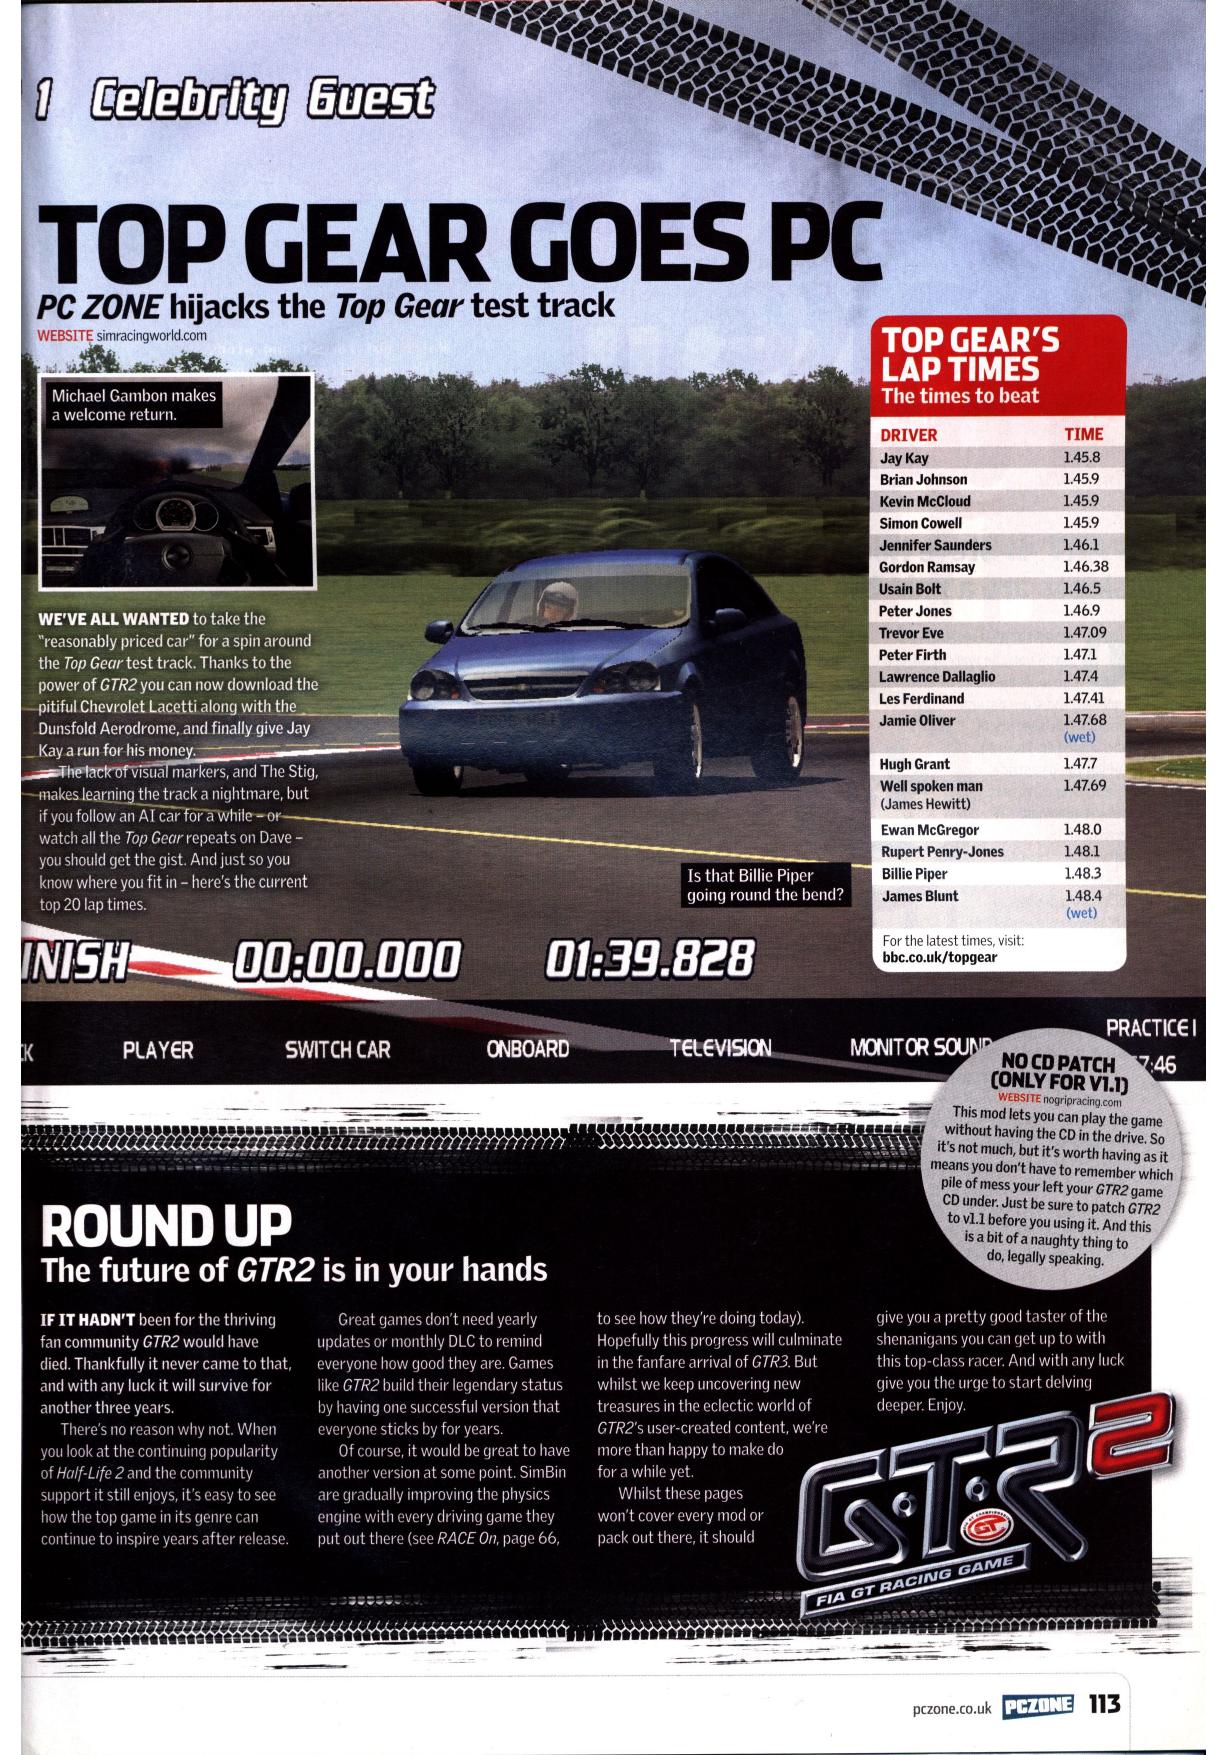 1 Celebrity Guest
TOP GEAR GOES PC
PC ZONE hijacks the Top Gear test track
WEBSITE simracingworld.com
Michael Gambon makes
a welcome return.
WE'VE ALL WANTED to take the
"reasonably priced car" for a spin around
the Top Gear test track. Thanks to the
power of GTR2 you can now download the
pitiful Chevrolet Lacetti along with the
Dunsfold Aerodrome, and finally give Jay
Kay a run for his money.
The lack of visual markers, and The Stig,
makes learning the track a nightmare, but
if you follow an AI car for a while – or
watch all the Top Gear repeats on Dave –
you should get the gist. And just so you
know where you fit in – here's the current
top 20 lap times.
Is that Billie Piper
going round the bend?
TOP GEAR'S
LAP TIMES
The times to beat
DRIVER TIME
Jay Kay 1.45.8
Brian Johnson 1.45.9
Kevin McCloud 1.45.9
Simon Cowell 1.45.9
Jennifer Saunders 1.46.1
Gordon Ramsay 1.46.38
Usain Bolt 1.46.5
Peter Jones 1.46.9
Trevor Eve 1.47.09
Peter Firth 1.47.1
Lawrence Dallaglio 1.47.4
Les Ferdinand 1.47.41
Jamie Oliver 1.47.68
(wet)
Hugh Grant 1.47.7
Well spoken man 1.47.69
(James Hewitt)
Ewan McGregor 1.48.0
Rupert Penry-Jones 1.48.1
Billie Piper 1.48.3
James Blunt 1.48.4
(wet)
For the latest times, visit:
bbc.co.uk/topgear
INISH 00:00.000 01:39.828
CK PLAYER SWITCH CAR ONBOARD TELEVISION MONITOR SOUND PRACTICE 1
7:46
NO CD PATCH
(ONLY FOR V1.1)
WEBSITE nogripracing.com
This mod lets you can play the game
without having the CD in the drive. So
it's not much, but it's worth having as it
means you don't have to remember which
pile of mess your left your GTR2 game
CD under. Just be sure to patch GTR2
to v1.1 before you using it. And this
is a bit of a naughty thing to
do, legally speaking.
ROUND UP
The future of GTR2 is in your hands
IF IT HADN'T been for the thriving
fan community GTR2 would have
died. Thankfully it never came to that,
and with any luck it will survive for
another three years.
There's no reason why not. When
you look at the continuing popularity
of Half-Life 2 and the community
support it still enjoys, it's easy to see
how the top game in its genre can
continue to inspire years after release.
Great games don't need yearly
updates or monthly DLC to remind
everyone how good they are. Games
like GTR2 build their legendary status
by having one successful version that
everyone sticks by for years.
Of course, it would be great to have
another version at some point. SimBin
are gradually improving the physics
engine with every driving game they
put out there (see RACE On, page 66,
to see how they're doing today).
Hopefully this progress will culminate
in the fanfare arrival of GTR3. But
whilst we keep uncovering new
treasures in the eclectic world of
GTR2's user-created content, we're
more than happy to make do
for a while yet.
Whilst these pages
won't cover every mod or
pack out there, it should
give you a pretty good taster of the
shenanigans you can get up to with
this top-class racer. And with any luck
give you the urge to start delving
deeper. Enjoy.
G·T·R 2
GT
FIA GT RACING GAME
pczone.co.uk PCZONE 113